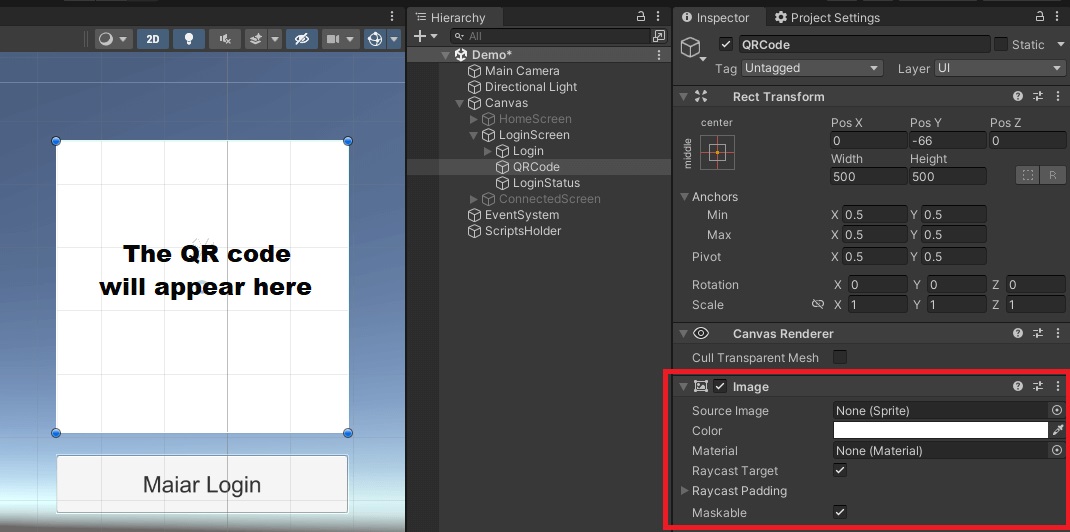 2D
The QR code
will appear here
Maiar Login
Hierarchy
All
Demo*
Main Camera
Directional Light
Canvas
HomeScreen
LoginScreen
Login
QRCode
LoginStatus
ConnectedScreen
EventSystem
ScriptsHolder
Inspector
Project Settings
QRCode
Static
Tag Untagged Layer UI
Rect Transform
center
middle
Pos X Pos Y Pos Z
0 -66 0
Width Height
500 500
R
Anchors
Min X 0.5 Y 0.5
Max X 0.5 Y 0.5
Pivot X 0.5 Y 0.5
Rotation X 0 Y 0 Z 0
Scale X 1 Y 1 Z 1
Canvas Renderer
Cull Transparent Mesh
Image
Source Image None (Sprite)
Color
Material None (Material)
Raycast Target
Raycast Padding
Maskable